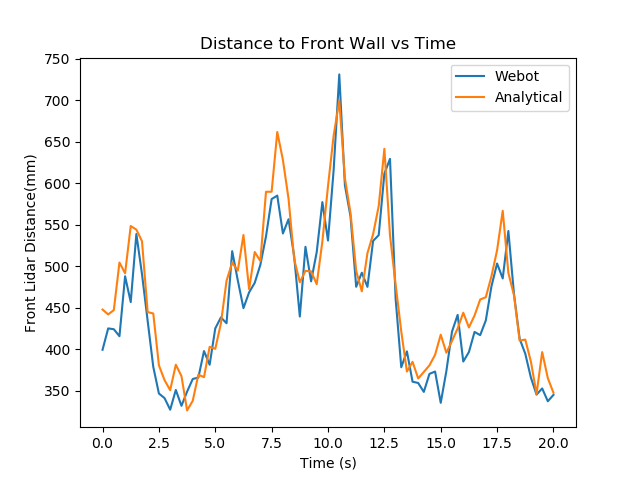 Distance to Front Wall vs Time
Webot
Analytical
Front Lidar Distance(mm)
750
700
650
600
550
500
450
400
350
0.0 2.5 5.0 7.5 10.0 12.5 15.0 17.5 20.0
Time (s)